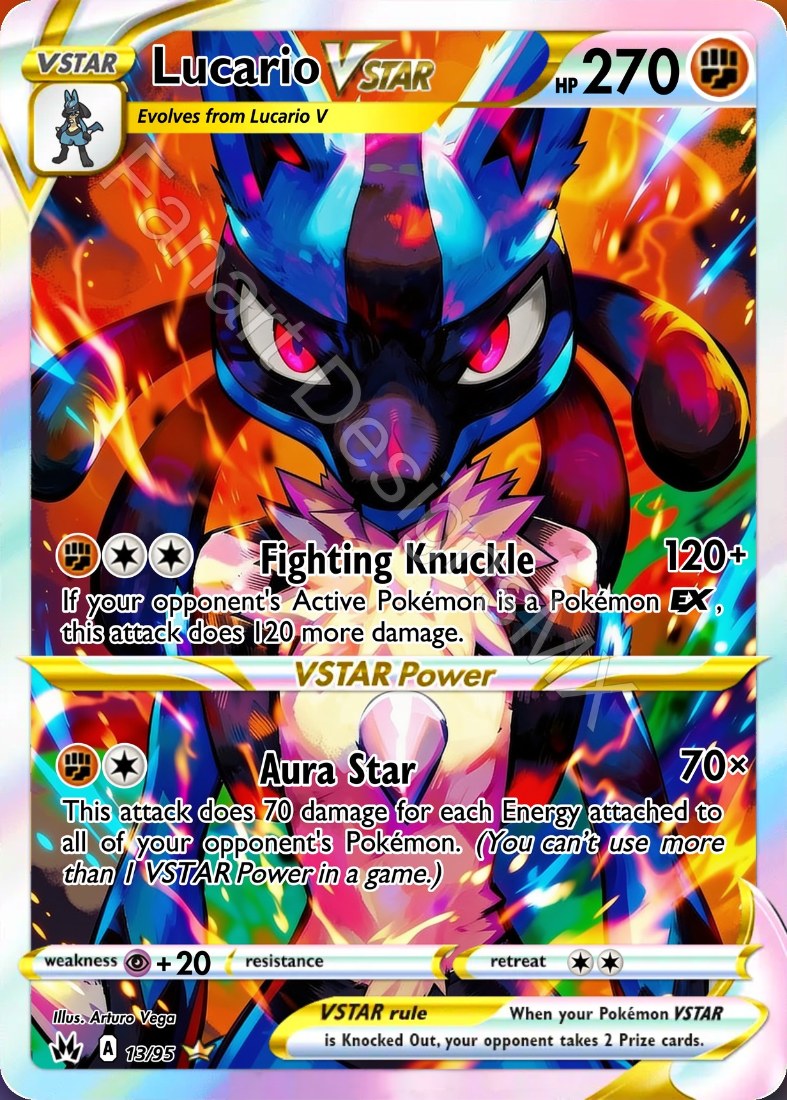 VSTAR
Lucario VSTAR
HP 270
Evolves from Lucario V
Fanart DesignsMX
Fighting Knuckle 120+
If your opponent's Active Pokémon is a Pokémon EX,
this attack does 120 more damage.
VSTAR Power
Aura Star 70×
This attack does 70 damage for each Energy attached to
all of your opponent's Pokémon. (You can't use more
than 1 VSTAR Power in a game.)
weakness +20 resistance retreat
Illus. Arturo Vega
A 13/95
VSTAR rule When your Pokémon VSTAR
is Knocked Out, your opponent takes 2 Prize cards.